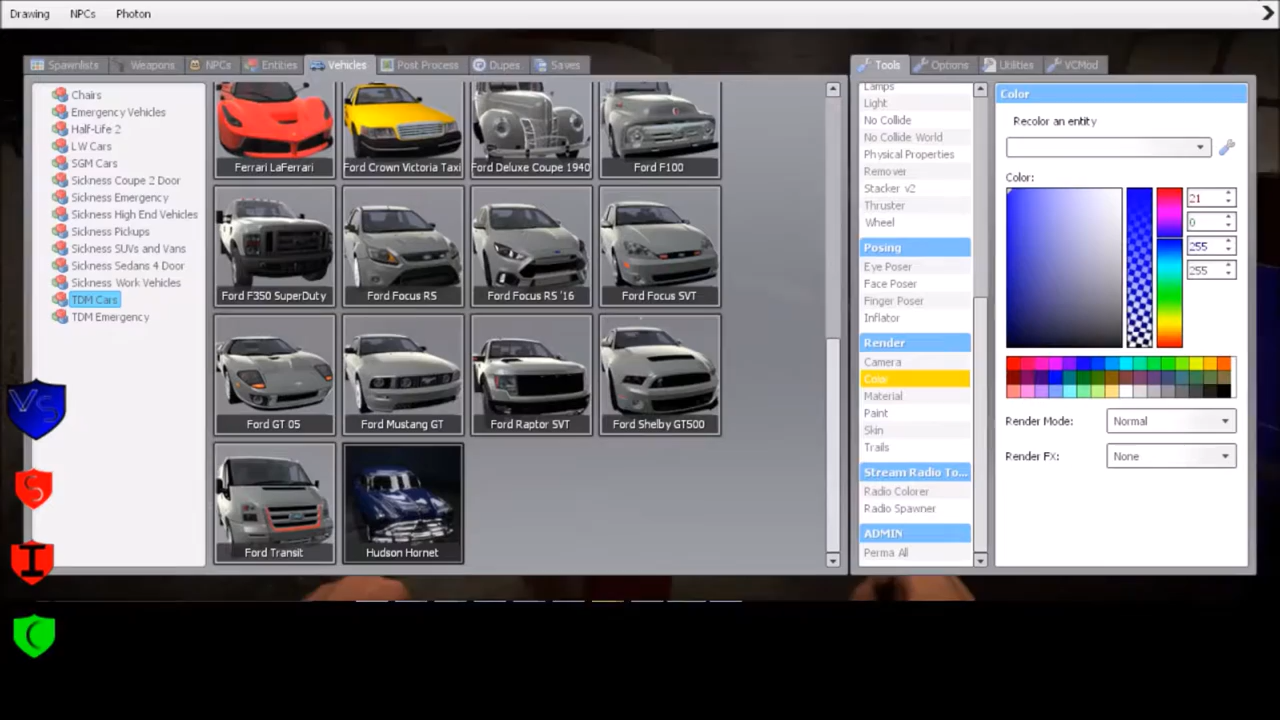 Drawing NPCs Photon
Spawnlists Weapons NPCs Entities Vehicles Post Process Dupes Saves
Chairs
Emergency Vehicles
Half-Life 2
LW Cars
SGM Cars
Sickness Coupe 2 Door
Sickness Emergency
Sickness High End Vehicles
Sickness Pickups
Sickness SUVs and Vans
Sickness Sedans 4 Door
Sickness Work Vehicles
TDM Cars
TDM Emergency
Ferrari LaFerrari
Ford Crown Victoria Taxi
Ford Deluxe Coupe 1940
Ford F100
Ford F350 SuperDuty
Ford Focus RS
Ford Focus RS '16
Ford Focus SVT
Ford GT 05
Ford Mustang GT
Ford Raptor SVT
Ford Shelby GT500
Ford Transit
Hudson Hornet
Tools Options Utilities VCMod
Lamps
Light
No Collide
No Collide World
Physical Properties
Remover
Stacker v2
Thruster
Wheel
Posing
Eye Poser
Face Poser
Finger Poser
Inflator
Render
Camera
Color
Material
Paint
Skin
Trails
Stream Radio To...
Radio Colorer
Radio Spawner
ADMIN
Perma All
Color
Recolor an entity
Color:
21
0
255
255
Render Mode: Normal
Render FX: None
VS
S
I
C